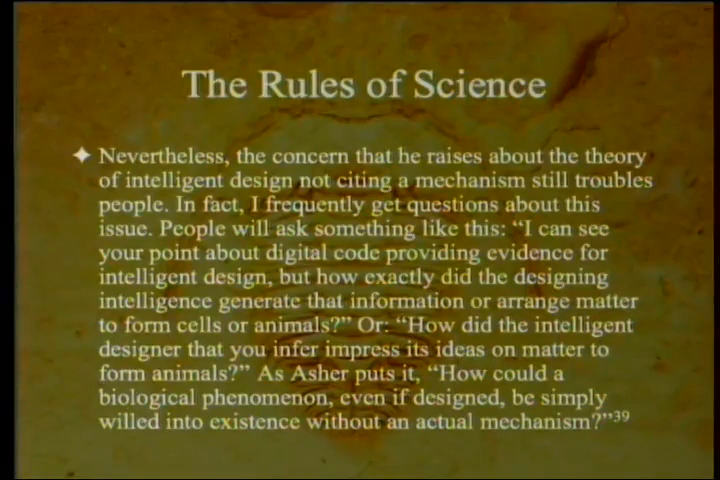 The Rules of Science
Nevertheless, the concern that he raises about the theory
of intelligent design not citing a mechanism still troubles
people. In fact, I frequently get questions about this
issue. People will ask something like this: “I can see
your point about digital code providing evidence for
intelligent design, but how exactly did the designing
intelligence generate that information or arrange matter
to form cells or animals?” Or: “How did the intelligent
designer that you infer impress its ideas on matter to
form animals?” As Asher puts it, “How could a
biological phenomenon, even if designed, be simply
willed into existence without an actual mechanism?”39